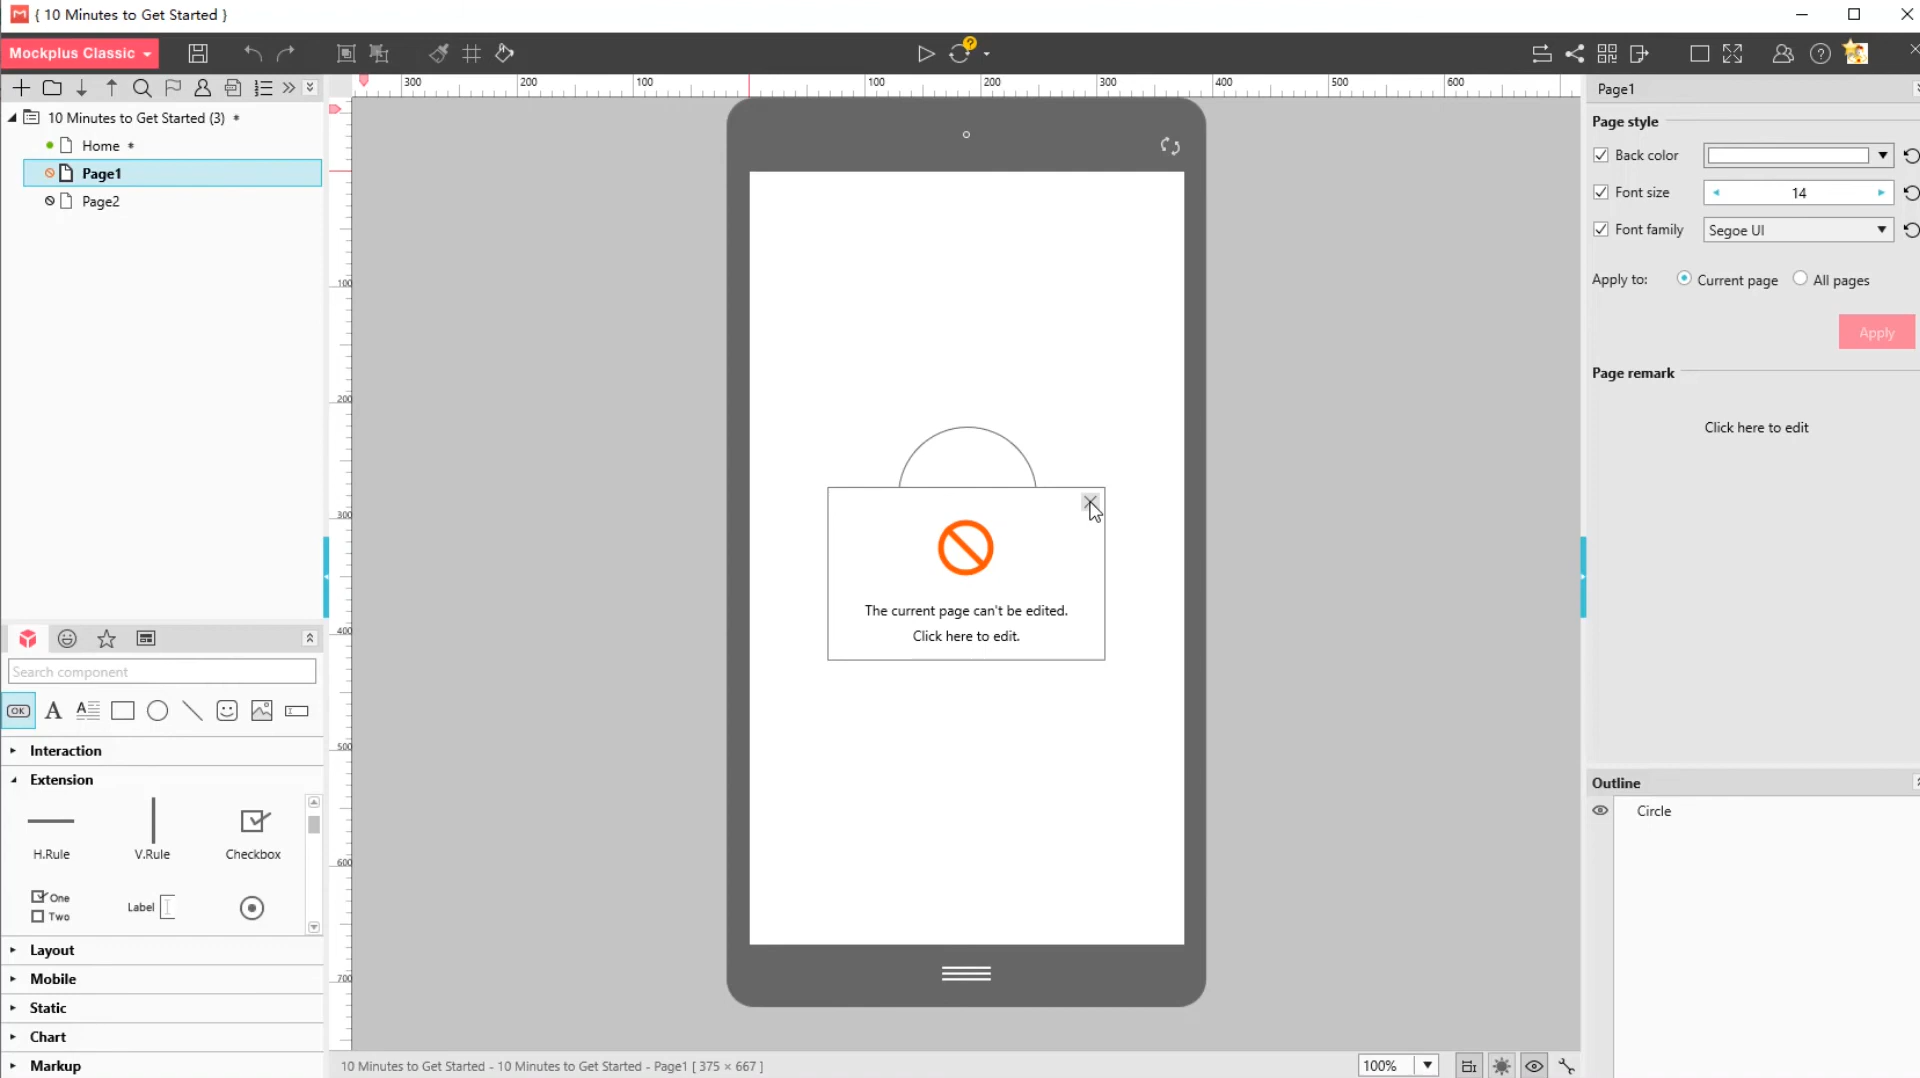 { 10 Minutes to Get Started }
Mockplus Classic
?
?
300 200 100 100 200 300 400 500 600
10 Minutes to Get Started (3) *
Home *
Page1
Page2
100
200
300
400
500
600
700
The current page can't be edited.
Click here to edit.
Search component
OK
A
A
Interaction
Extension
H.Rule
V.Rule
Checkbox
One
Two
Label
Layout
Mobile
Static
Chart
Markup
10 Minutes to Get Started - 10 Minutes to Get Started - Page1 [ 375 × 667 ]
100%
Page1
Page style
Back color
Font size
14
Font family
Segoe UI
Apply to:
Current page
All pages
Apply
Page remark
Click here to edit
Outline
Circle